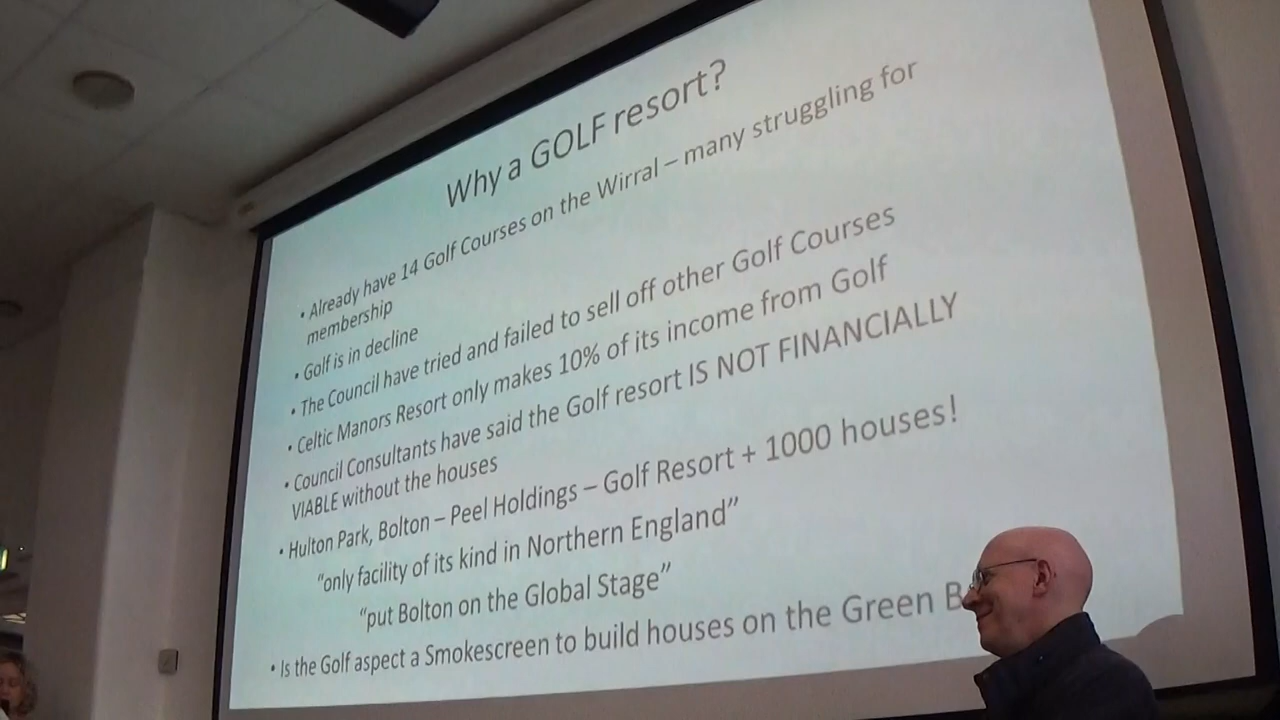 Why a GOLF resort?
• Already have 14 Golf Courses on the Wirral – many struggling for
membership
• Golf is in decline
• The Council have tried and failed to sell off other Golf Courses
• Celtic Manors Resort only makes 10% of its income from Golf
• Council Consultants have said the Golf resort IS NOT FINANCIALLY
VIABLE without the houses
• Hulton Park, Bolton – Peel Holdings – Golf Resort + 1000 houses!
"only facility of its kind in Northern England"
"put Bolton on the Global Stage"
• Is the Golf aspect a Smokescreen to build houses on the Green